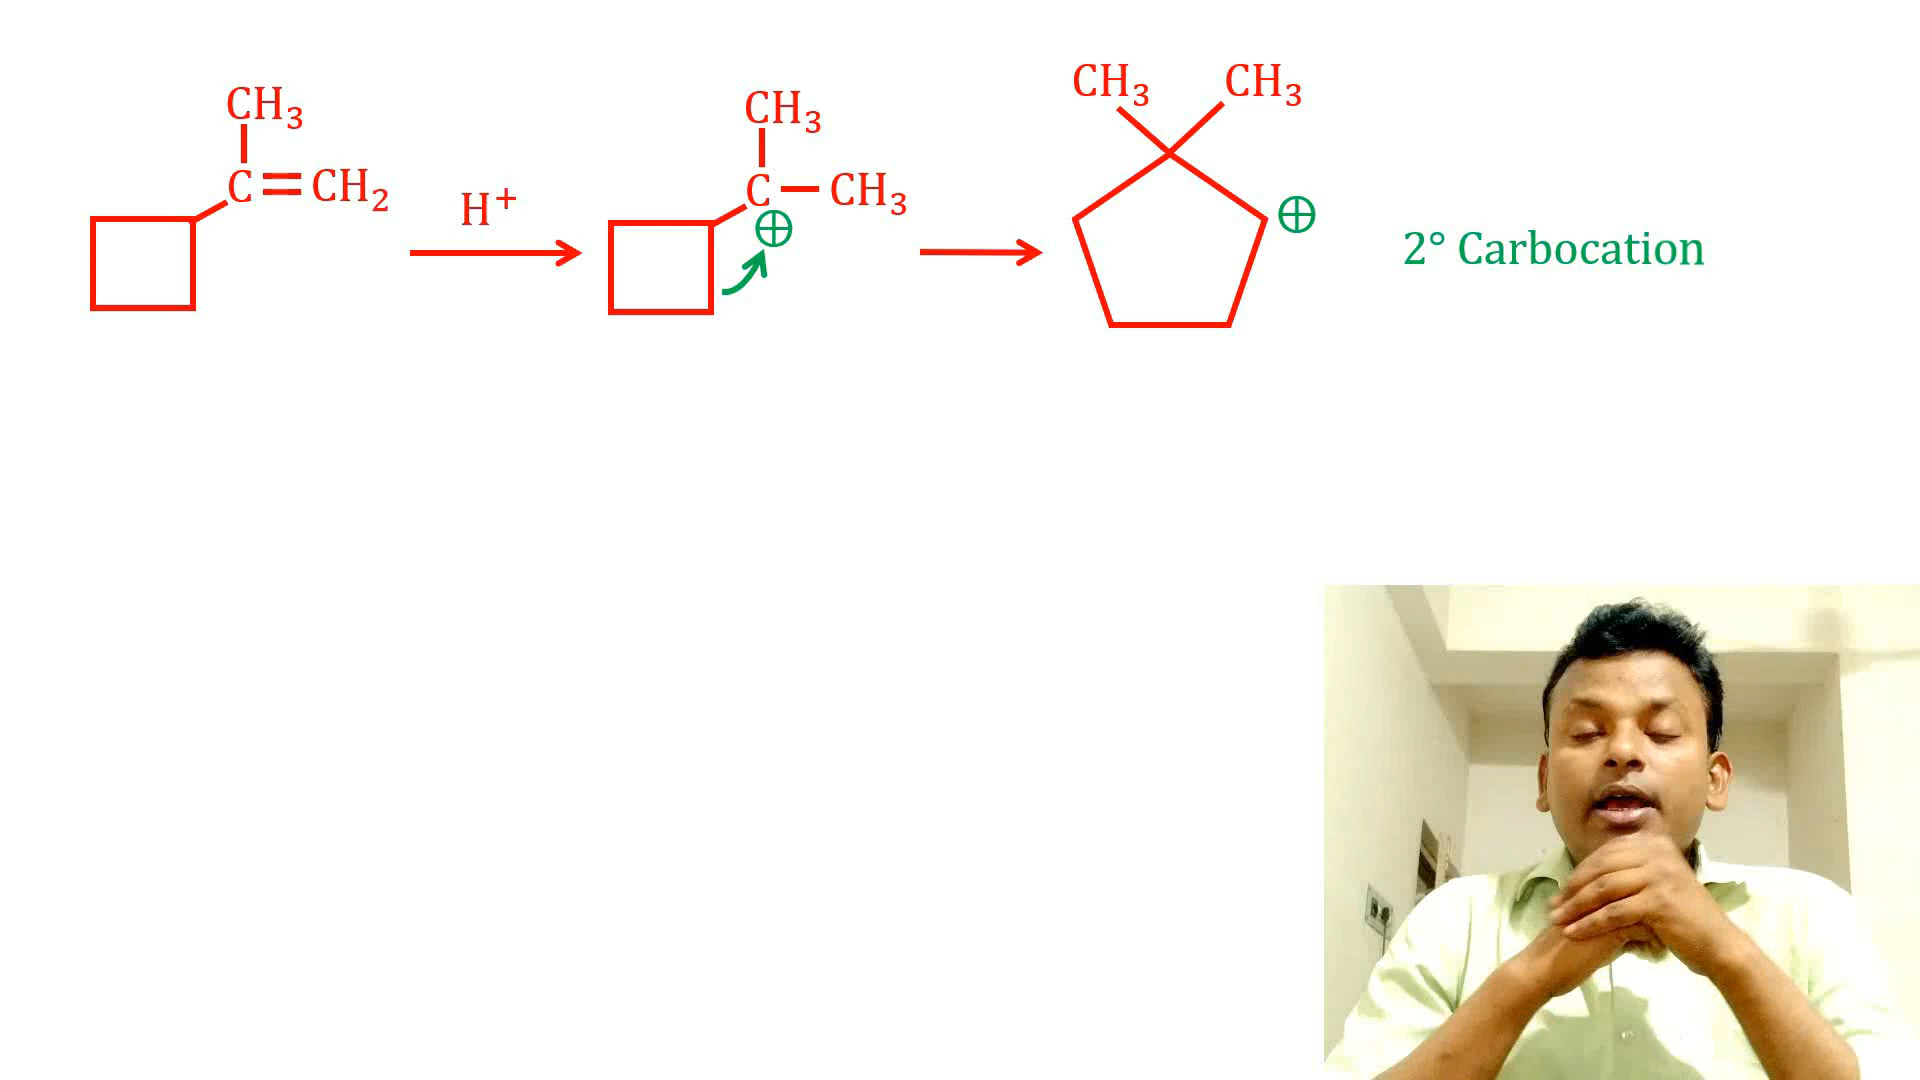 CH₃
C=CH₂
H⁺
CH₃
C—CH₃
⊕
CH₃ CH₃
⊕
2° Carbocation